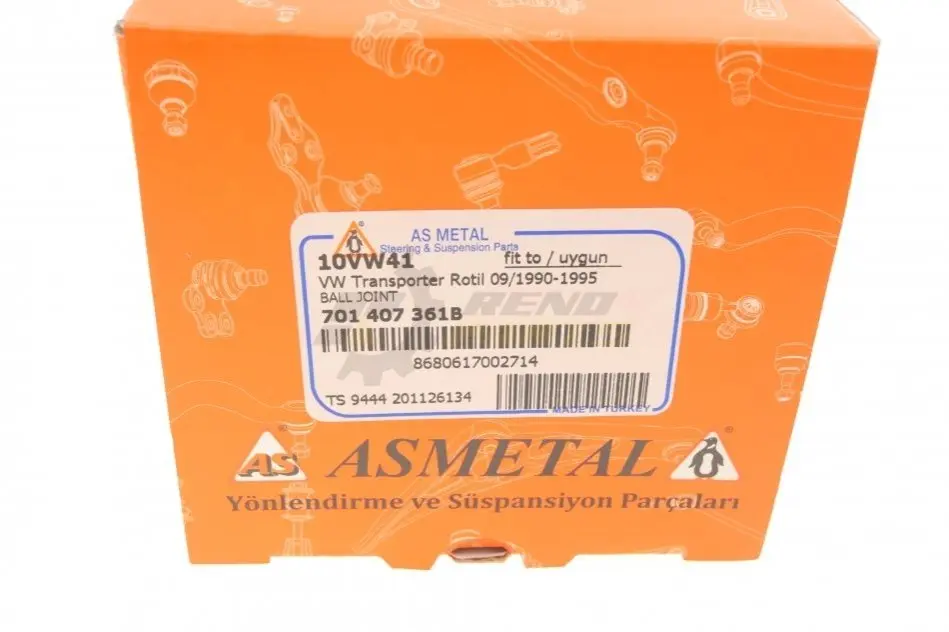 AS METAL
Steering & Suspension Parts
10VW41 fit to / uygun
VW Transporter Rotil 09/1990-1995
BALL JOINT
701 407 361B
RENO
8680617002714
TS 9444 201126134
MADE IN TURKEY
AS ® ASMETAL ®
Yönlendirme ve Süspansiyon Parçaları